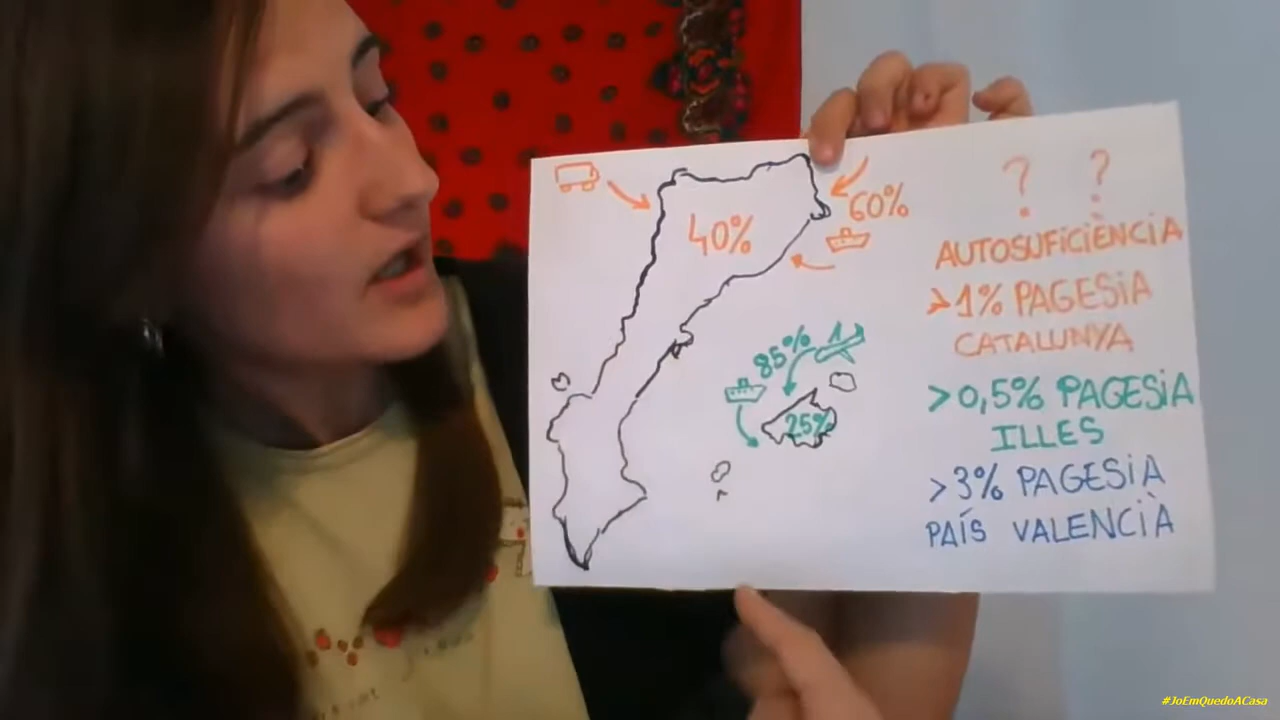 ? ?
60%
40%
AUTOSUFICIÈNCIA
>1% PAGESIA
CATALUNYA
85%
>0,5% PAGESIA
25%
ILLES
>3% PAGESIA
PAÍS VALENCIÀ
#JoEmQuedoACasa